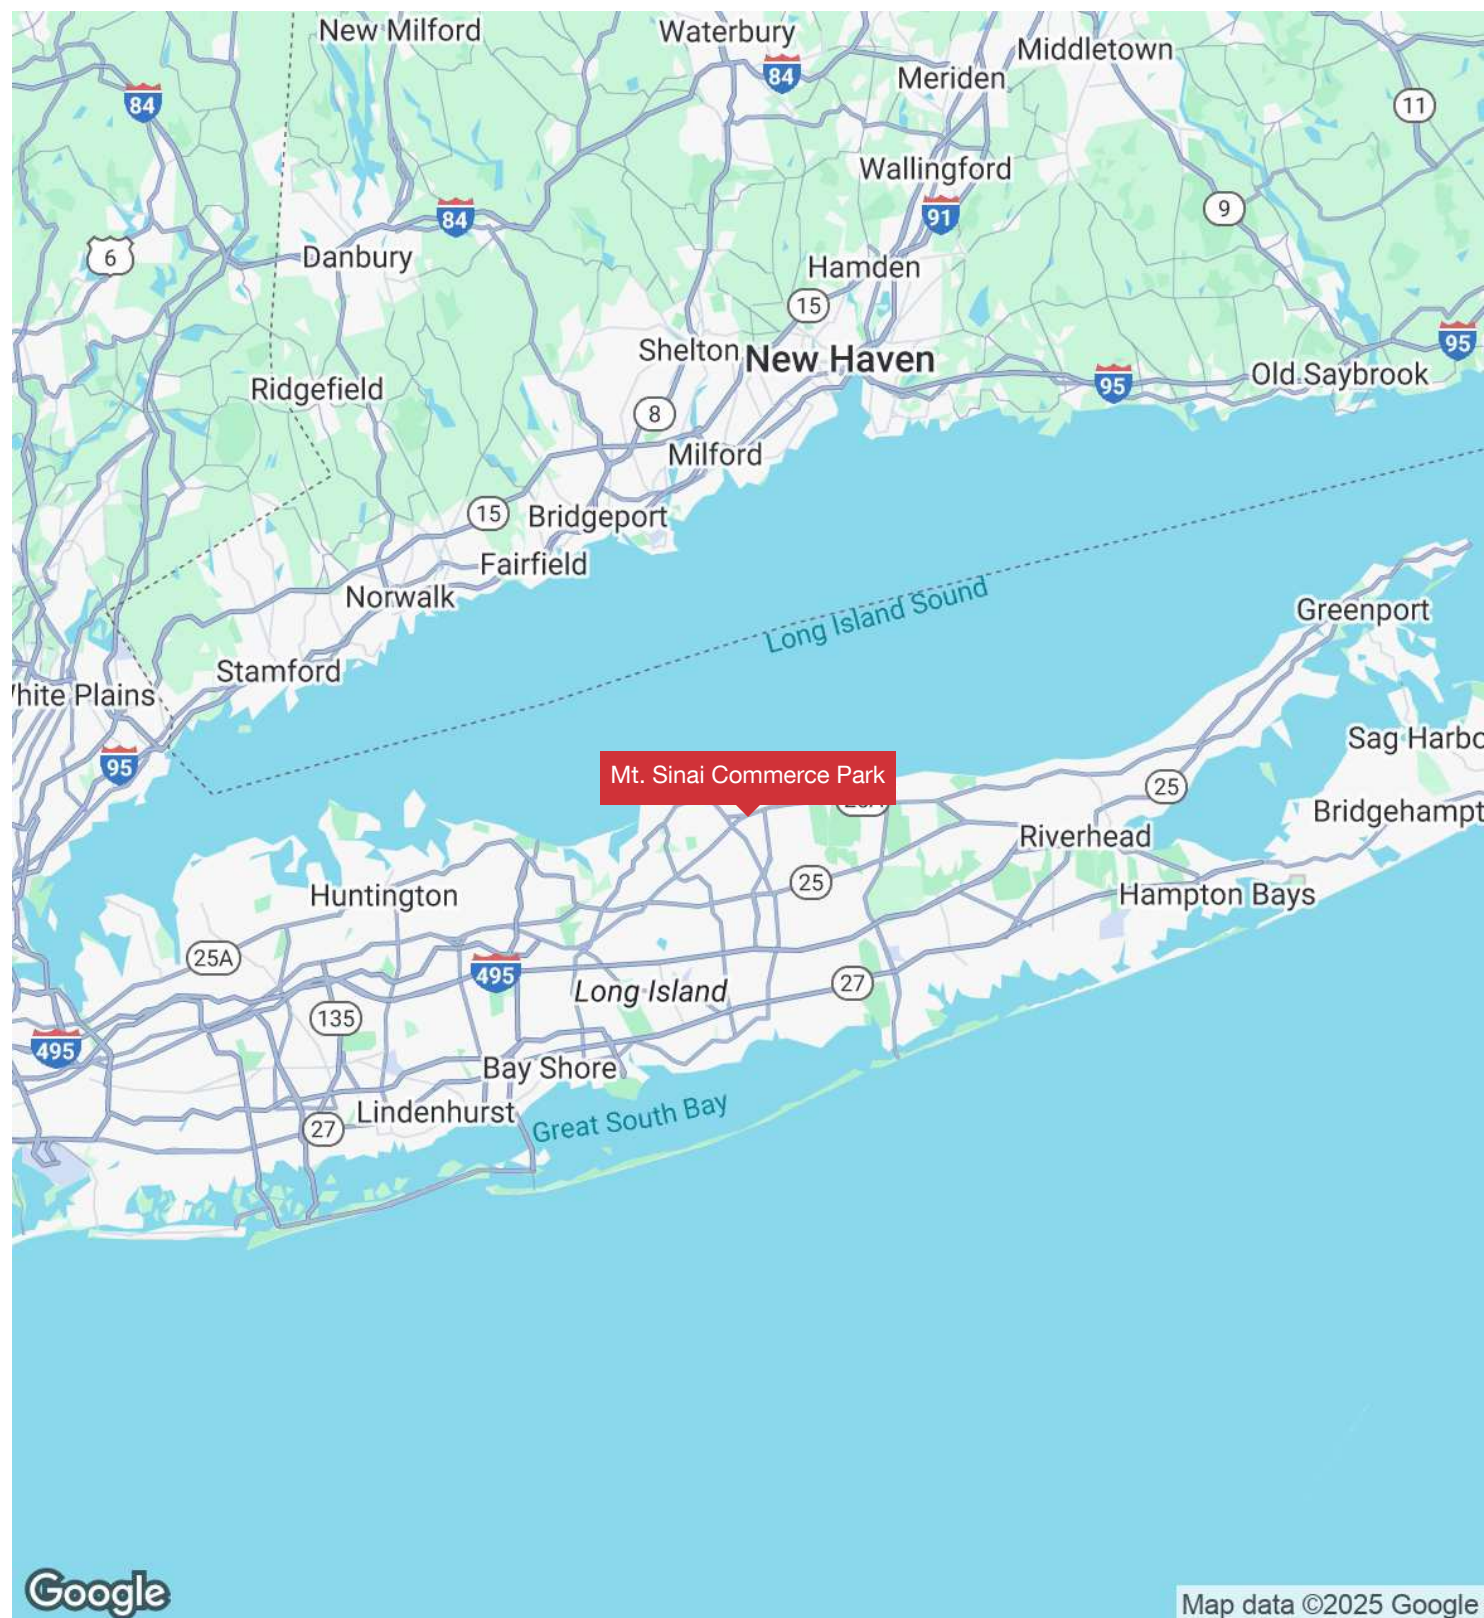 New Milford
Waterbury
Middletown
84
Meriden
84
11
Wallingford
84
91
9
6
Danbury
Hamden
15
Shelton
New Haven
95
Ridgefield
95
Old Saybrook
8
Milford
15
Bridgeport
Fairfield
Norwalk
Long Island Sound
Greenport
Stamford
hite Plains
Sag Harbo
95
Mt. Sinai Commerce Park
25
Bridgehampt
Riverhead
25
Huntington
Hampton Bays
25A
495
27
Long Island
135
495
Bay Shore
Lindenhurst
Great South Bay
27
Google
Map data ©2025 Google